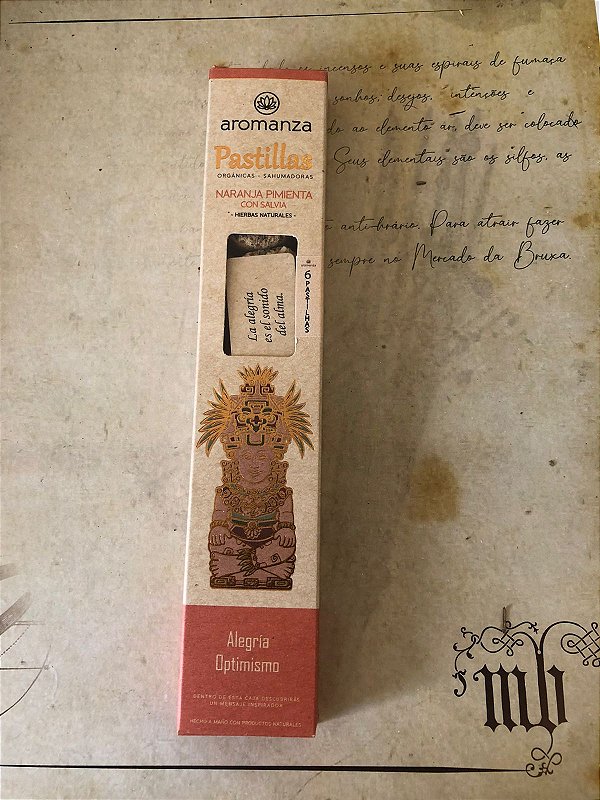 incensos e suas espirais de fumaça
sonhos, desejos, intenções e
ao elemento ar, deve ser colocado
Seus elementais são os silfos, as
anti-horário. Para atrair fazer
sempre no Mercado da Bruxa.
aromanza
Pastillas
ORGÁNICAS - SAHUMADORAS
NARANJA PIMIENTA
CON SALVIA
- HIERBAS NATURALES -
La alegría
es el sonido
del alma.
aromanza
6 PASTILHAS
Alegría
Optimismo
DENTRO DE ESTA CAJA DESCUBRIRÁS
UN MENSAJE INSPIRADOR
HECHO A MANO CON PRODUCTOS NATURALES
mb